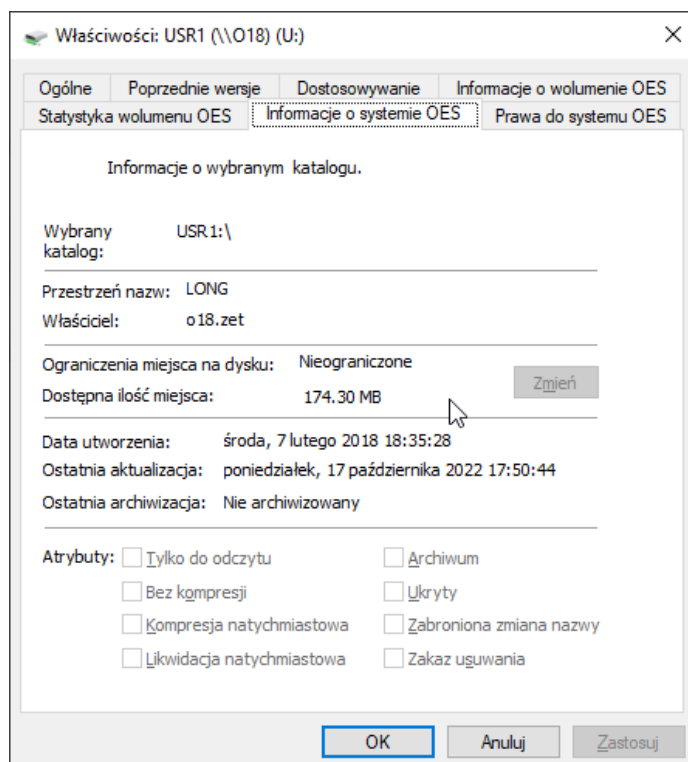 Właściwości: USR1 (\\O18) (U:)
Ogólne Poprzednie wersje Dostosowywanie Informacje o wolumenie OES
Statystyka wolumenu OES Informacje o systemie OES Prawa do systemu OES
Informacje o wybranym katalogu.
Wybrany katalog: USR1:\
Przestrzeń nazw: LONG
Właściciel: o18.zet
Ograniczenia miejsca na dysku: Nieograniczone
Zmień
Dostępna ilość miejsca: 174.30 MB
Data utworzenia: środa, 7 lutego 2018 18:35:28
Ostatnia aktualizacja: poniedziałek, 17 października 2022 17:50:44
Ostatnia archiwizacja: Nie archiwizowany
Atrybuty: Tylko do odczytu Archiwum
Bez kompresji Ukryty
Kompresja natychmiastowa Zabroniona zmiana nazwy
Likwidacja natychmiastowa Zakaz usuwania
OK Anuluj Zastosuj